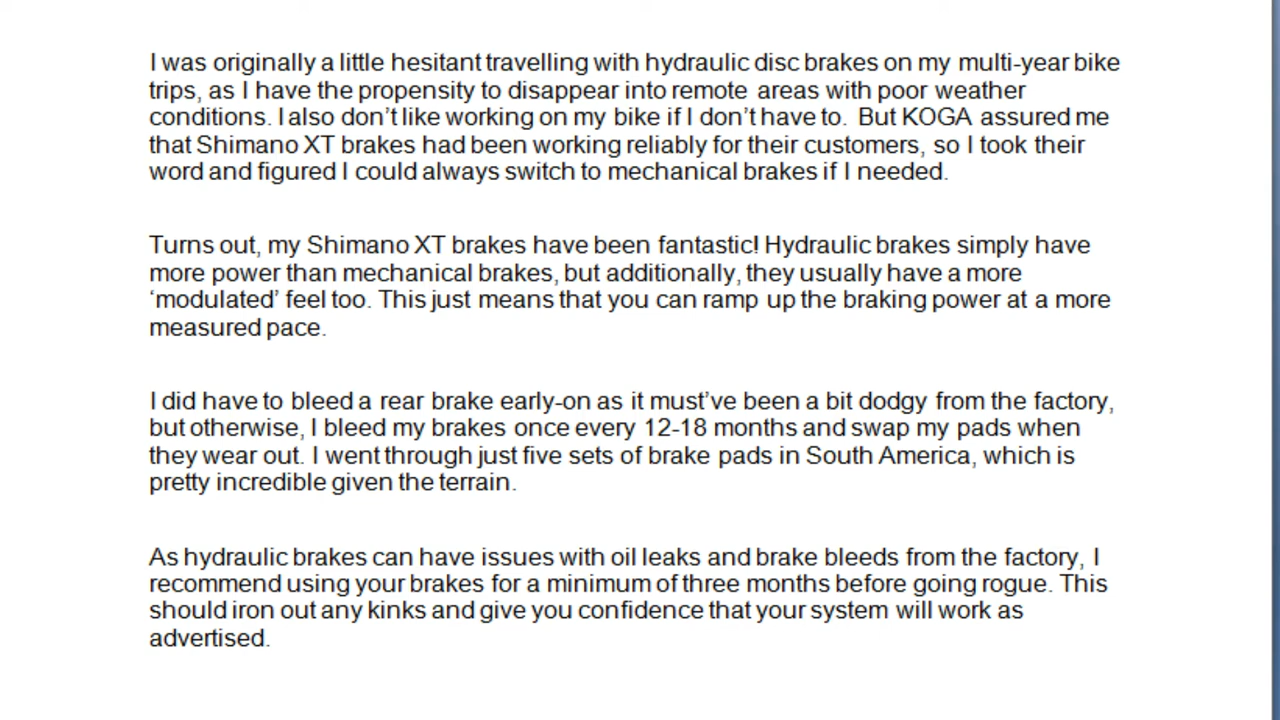 I was originally a little hesitant travelling with hydraulic disc brakes on my multi-year bike
trips, as I have the propensity to disappear into remote areas with poor weather
conditions. I also don’t like working on my bike if I don’t have to. But KOGA assured me
that Shimano XT brakes had been working reliably for their customers, so I took their
word and figured I could always switch to mechanical brakes if I needed.
Turns out, my Shimano XT brakes have been fantastic! Hydraulic brakes simply have
more power than mechanical brakes, but additionally, they usually have a more
‘modulated’ feel too. This just means that you can ramp up the braking power at a more
measured pace.
I did have to bleed a rear brake early-on as it must’ve been a bit dodgy from the factory,
but otherwise, I bleed my brakes once every 12-18 months and swap my pads when
they wear out. I went through just five sets of brake pads in South America, which is
pretty incredible given the terrain.
As hydraulic brakes can have issues with oil leaks and brake bleeds from the factory, I
recommend using your brakes for a minimum of three months before going rogue. This
should iron out any kinks and give you confidence that your system will work as
advertised.